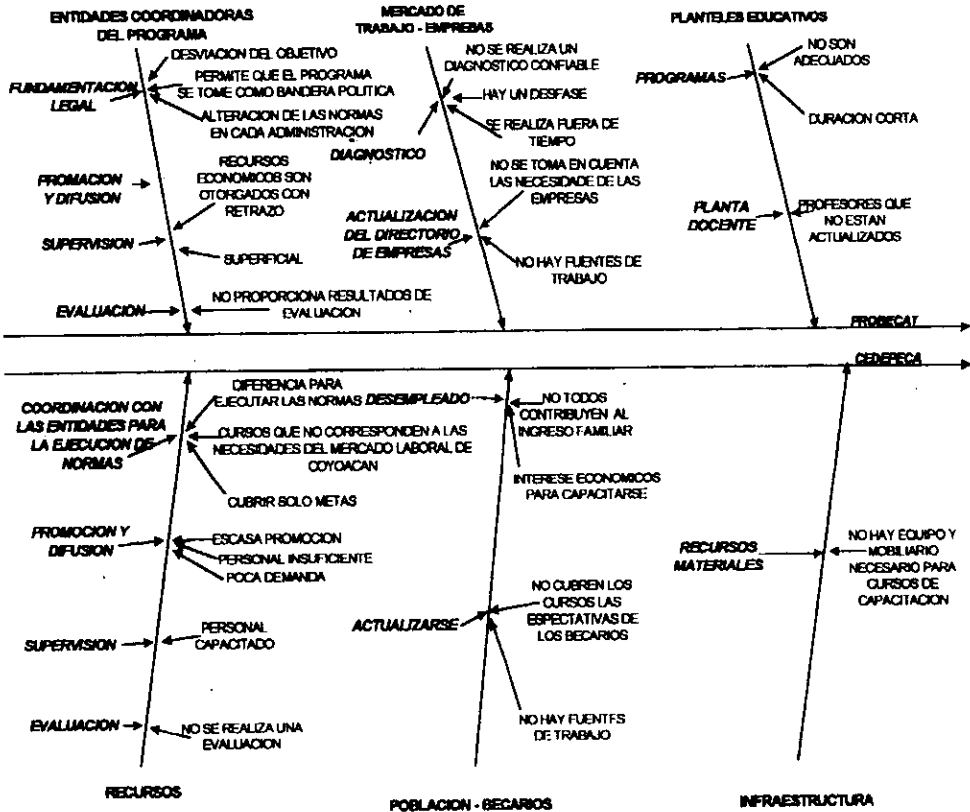 ENTIDADES COORDINADORAS
DEL PROGRAMA
DESVIACION DEL OBJETIVO
FUNDAMENTACION
LEGAL
PERMITE QUE EL PROGRAMA
SE TOME COMO BANDERA POLITICA
ALTERACION DE LAS NORMAS
EN CADA ADMINISTRACION
PROMACION
Y DIFUSION
RECURSOS
ECONOMICOS SON
OTORGADOS CON
RETRAZO
SUPERVISION
SUPERFICIAL
EVALUACION
NO PROPORCIONA RESULTADOS DE
EVALUACION
MERCADO DE
TRABAJO - EMPRESAS
NO SE REALIZA UN
DIAGNOSTICO CONFIABLE
HAY UN DESFASE
SE REALIZA FUERA DE
TIEMPO
DIAGNOSTICO
NO SE TOMA EN CUENTA
LAS NECESIDADE DE LAS
EMPRESAS
ACTUALIZACION
DEL DIRECTORIO
DE EMPRESAS
NO HAY FUENTES DE
TRABAJO
PLANTELES EDUCATIVOS
NO SON
ADECUADOS
PROGRAMAS
DURACION CORTA
PLANTA
DOCENTE
PROFESORES QUE
NO ESTAN
ACTUALIZADOS
PROBECAT
CEDEPECA
COORDINACION CON
LAS ENTIDADES PARA
LA EJECUCION DE
NORMAS
DIFERENCIA PARA
EJECUTAR LAS NORMAS
CURSOS QUE NO CORRESPONDEN A LAS
NECESIDADES DEL MERCADO LABORAL DE
COYOACAN
CUBRIR SOLO METAS
PROMOCION Y
DIFUSION
ESCASA PROMOCION
PERSONAL INSUFICIENTE
POCA DEMANDA
SUPERVISION
PERSONAL
CAPACITADO
EVALUACION
NO SE REALIZA UNA
EVALUACION
RECURSOS
DESEMPLEADO
NO TODOS
CONTRIBUYEN AL
INGRESO FAMILIAR
INTERESE ECONOMICOS
PARA CAPACITARSE
ACTUALIZARSE
NO CUBREN LOS
CURSOS LAS
ESPECTATIVAS DE
LOS BECARIOS
NO HAY FUENTES
DE TRABAJO
POBLACION - BECARIOS
RECURSOS
MATERIALES
NO HAY EQUIPO Y
MOBILIARIO
NECESARIO PARA
CURSOS DE
CAPACITACION
INFRAESTRUCTURA